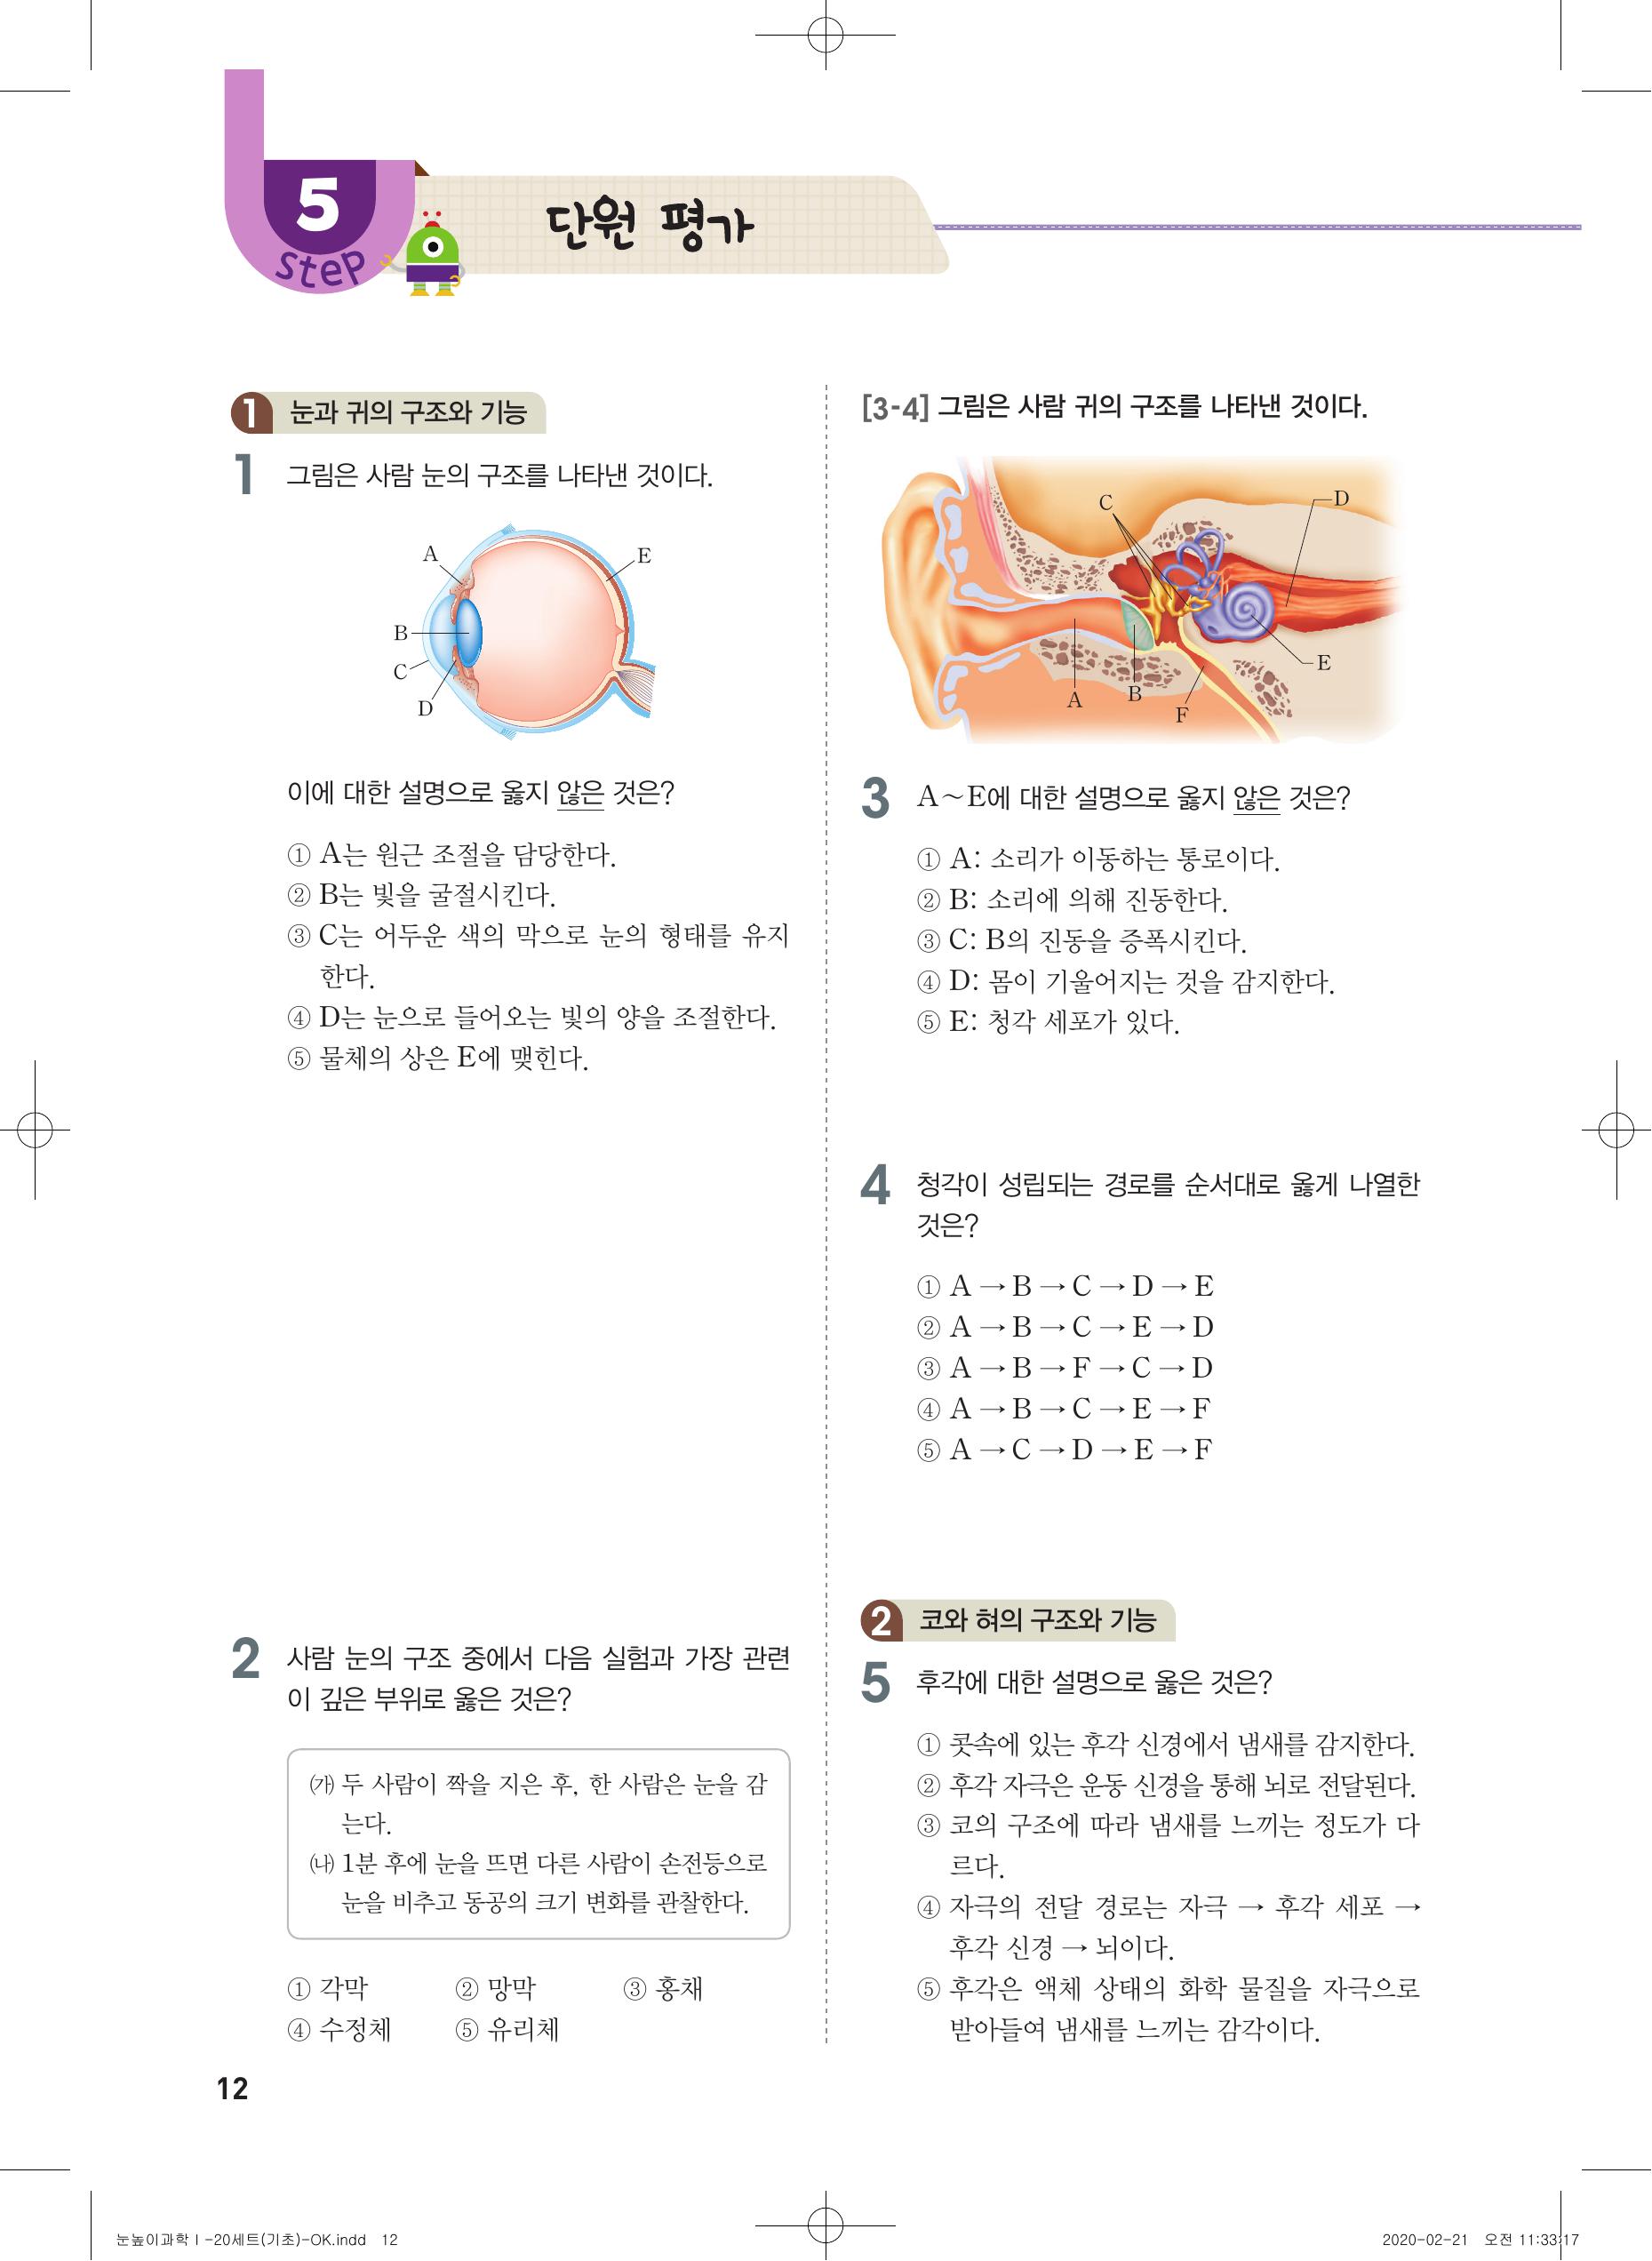 5
step
단원 평가
1 눈과 귀의 구조와 기능
1 그림은 사람 눈의 구조를 나타낸 것이다.
A
E
B
C
D
이에 대한 설명으로 옳지 않은 것은?
① A는 원근 조절을 담당한다.
② B는 빛을 굴절시킨다.
③ C는 어두운 색의 막으로 눈의 형태를 유지
한다.
④ D는 눈으로 들어오는 빛의 양을 조절한다.
⑤ 물체의 상은 E에 맺힌다.
2 사람 눈의 구조 중에서 다음 실험과 가장 관련
이 깊은 부위로 옳은 것은?
㈎ 두 사람이 짝을 지은 후, 한 사람은 눈을 감
는다.
㈏ 1분 후에 눈을 뜨면 다른 사람이 손전등으로
눈을 비추고 동공의 크기 변화를 관찰한다.
① 각막 ② 망막 ③ 홍채
④ 수정체 ⑤ 유리체
[3-4] 그림은 사람 귀의 구조를 나타낸 것이다.
C
D
E
A
B
F
3 A~E에 대한 설명으로 옳지 않은 것은?
① A: 소리가 이동하는 통로이다.
② B: 소리에 의해 진동한다.
③ C: B의 진동을 증폭시킨다.
④ D: 몸이 기울어지는 것을 감지한다.
⑤ E: 청각 세포가 있다.
4 청각이 성립되는 경로를 순서대로 옳게 나열한
것은?
① A → B → C → D → E
② A → B → C → E → D
③ A → B → F → C → D
④ A → B → C → E → F
⑤ A → C → D → E → F
2 코와 혀의 구조와 기능
5 후각에 대한 설명으로 옳은 것은?
① 콧속에 있는 후각 신경에서 냄새를 감지한다.
② 후각 자극은 운동 신경을 통해 뇌로 전달된다.
③ 코의 구조에 따라 냄새를 느끼는 정도가 다
르다.
④ 자극의 전달 경로는 자극 → 후각 세포 →
후각 신경 → 뇌이다.
⑤ 후각은 액체 상태의 화학 물질을 자극으로
받아들여 냄새를 느끼는 감각이다.
12
눈높이과학 I -20세트(기초)-OK.indd 12
2020-02-21 오전 11:33:17